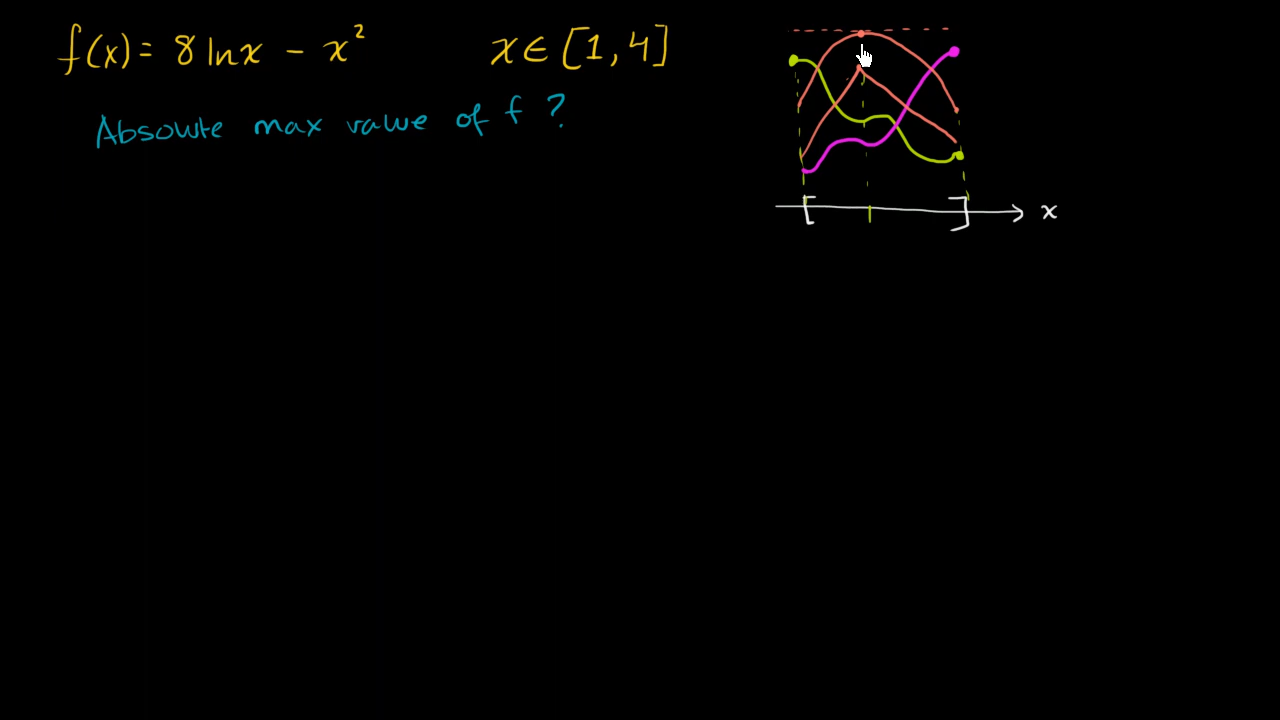 f(x) = 8 ln x − x² x ∈ [1, 4]
Absolute max value of f ?
x